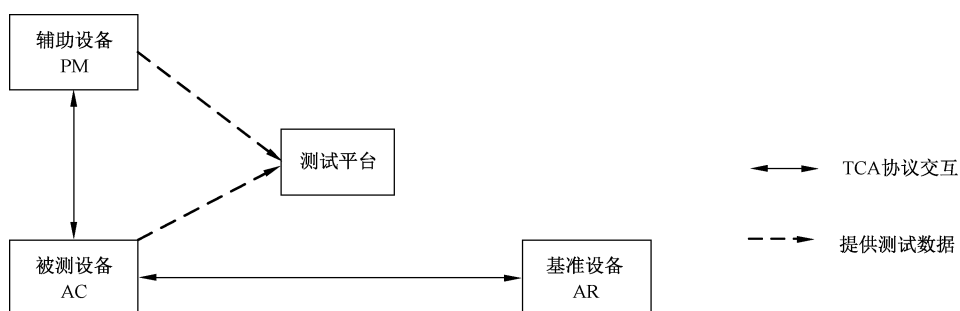 辅助设备
PM
测试平台
TCA协议交互
提供测试数据
被测设备
AC
基准设备
AR